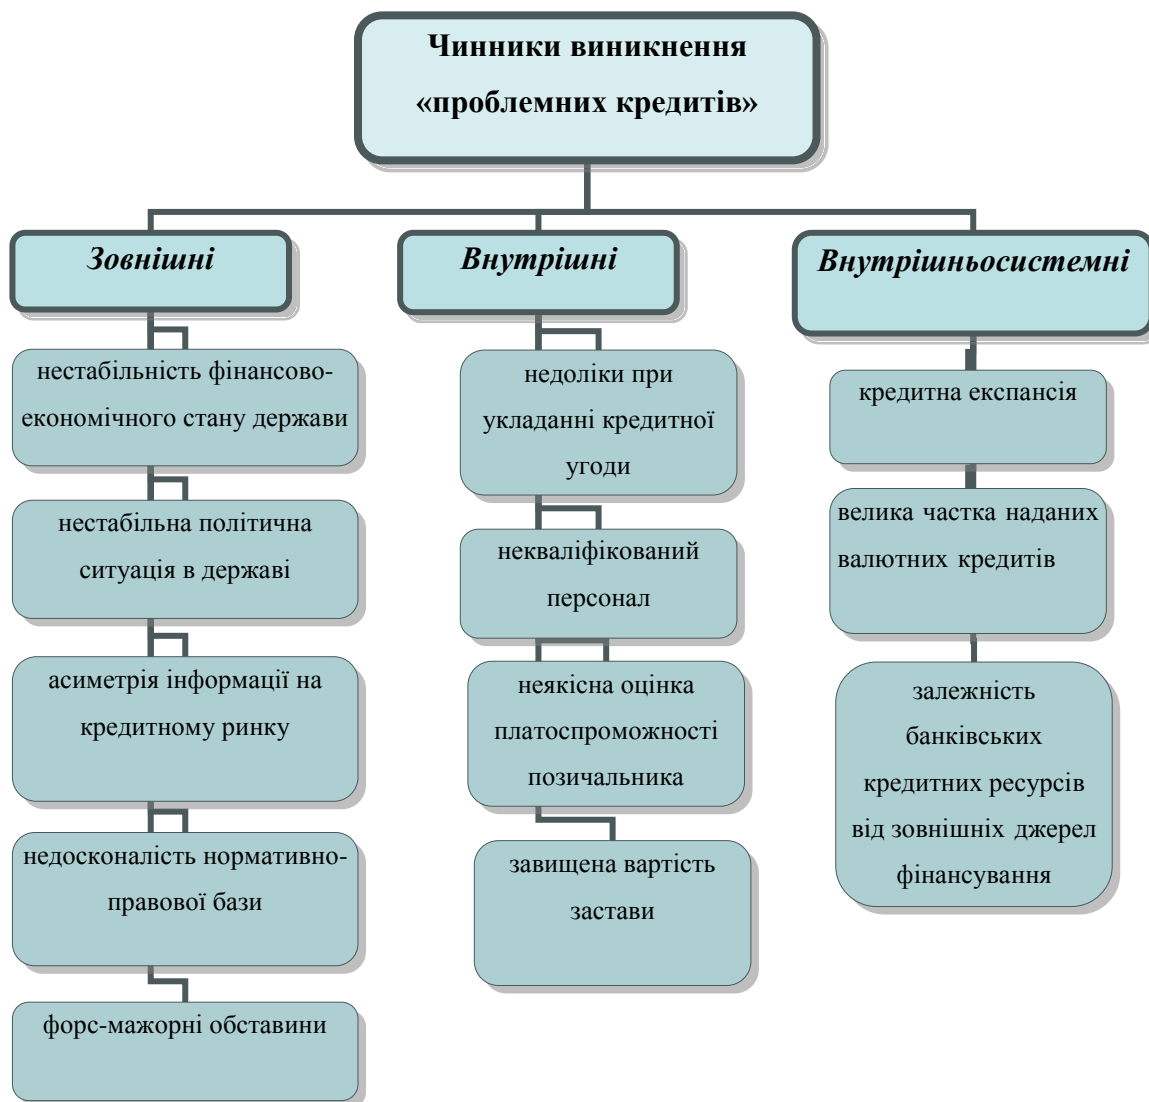 Чинники виникнення
«проблемних кредитів»
Зовнішні
нестабільність фінансово-
економічного стану держави
нестабільна політична
ситуація в державі
асиметрія інформації на
кредитному ринку
недосконалість нормативно-
правової бази
форс-мажорні обставини
Внутрішні
недоліки при
укладанні кредитної
угоди
некваліфікований
персонал
неякісна оцінка
платоспроможності
позичальника
завищена вартість
застави
Внутрішньосистемні
кредитна експансія
велика частка наданих
валютних кредитів
залежність
банківських
кредитних ресурсів
від зовнішніх джерел
фінансування